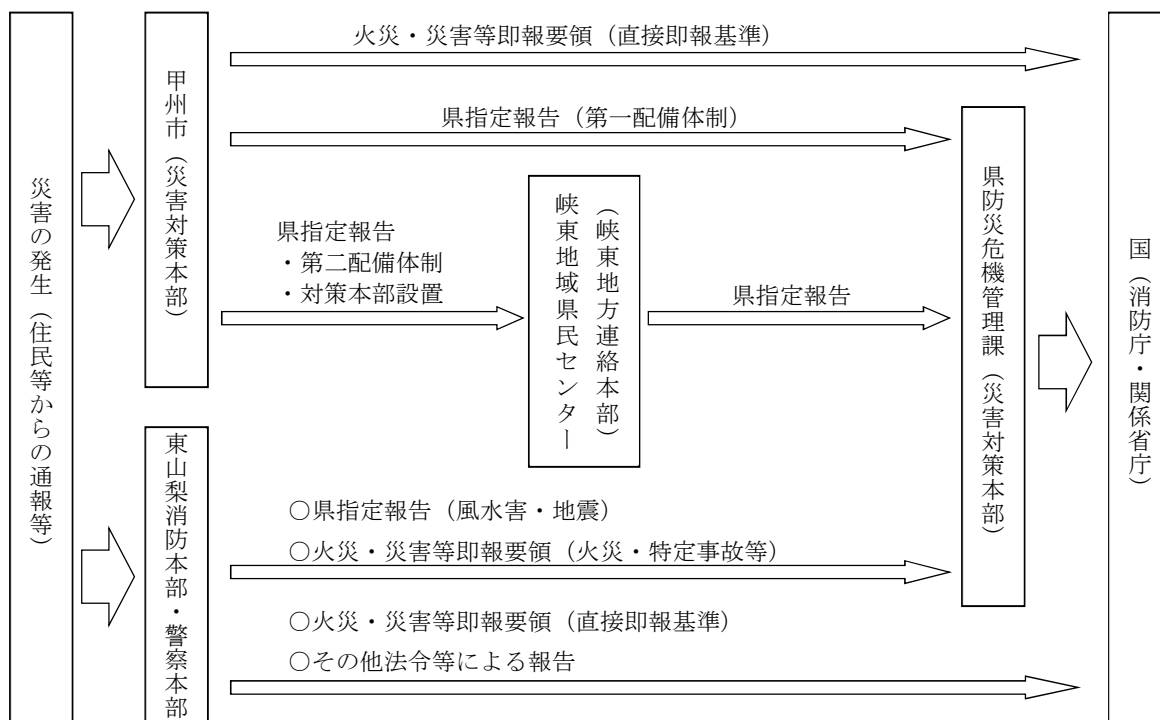 災害の発生（住民等からの通報等）
甲州市（災害対策本部）
東山梨消防本部・警察本部
火災・災害等即報要領（直接即報基準）
県指定報告（第一配備体制）
県指定報告
・第二配備体制
・対策本部設置
（峡東地方連絡本部）
峡東地域県民センター
県指定報告
○県指定報告（風水害・地震）
○火災・災害等即報要領（火災・特定事故等）
○火災・災害等即報要領（直接即報基準）
○その他法令等による報告
県防災危機管理課（災害対策本部）
国（消防庁・関係省庁）